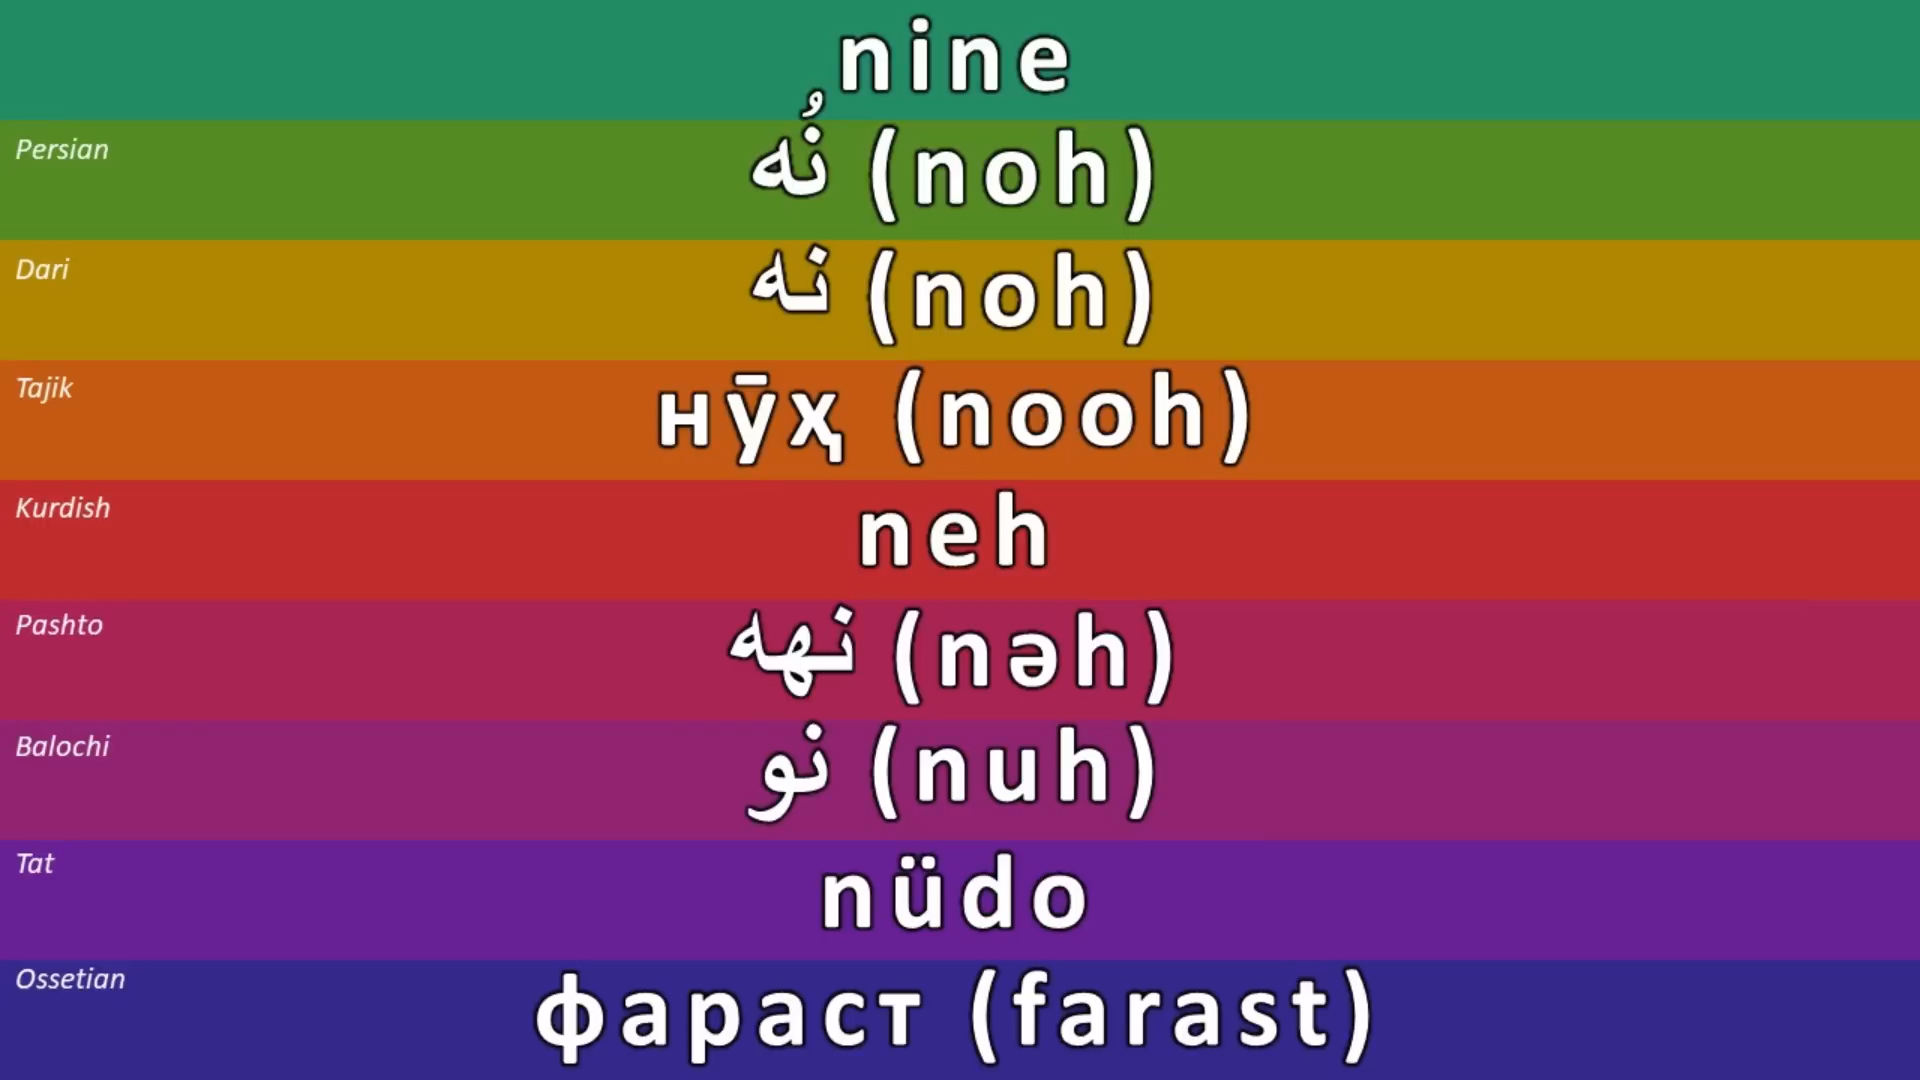 nine
Persian
نُه (noh)
Dari
نه (noh)
Tajik
нӯҳ (nooh)
Kurdish
neh
Pashto
نهه (nəh)
Balochi
نو (nuh)
Tat
nüdo
Ossetian
фараст (farast)